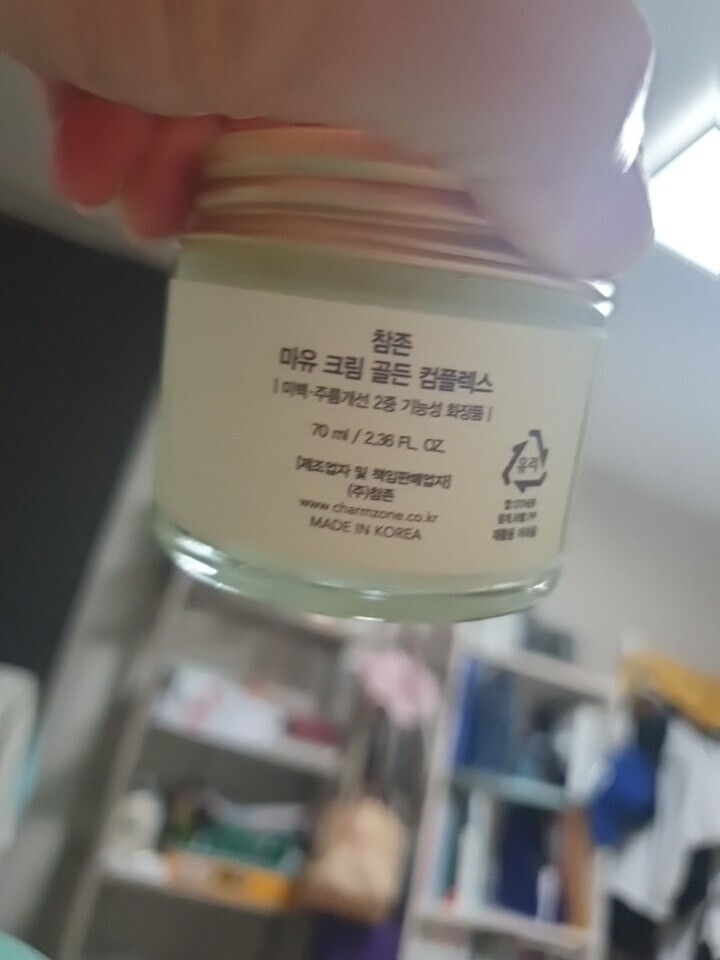 참존
마유 크림 골든 컴플렉스
| 미백·주름개선 2중 기능성 화장품 |
70 ml / 2.36 FL. OZ.
[제조업자 및 책임판매업자]
(주)참존
www.charmzone.co.kr
MADE IN KOREA
유리